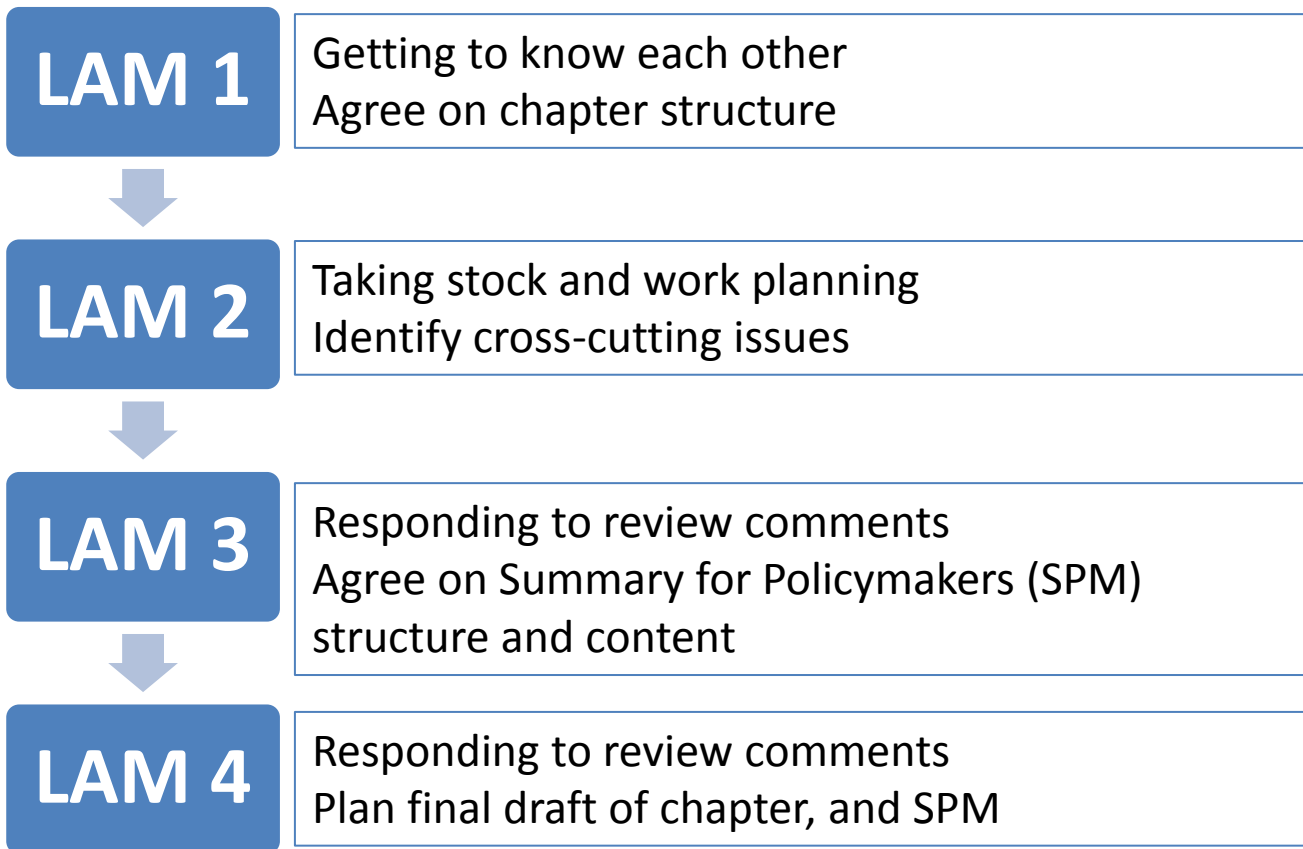 LAM 1
Getting to know each other
Agree on chapter structure
LAM 2
Taking stock and work planning
Identify cross-cutting issues
LAM 3
Responding to review comments
Agree on Summary for Policymakers (SPM)
structure and content
LAM 4
Responding to review comments
Plan final draft of chapter, and SPM